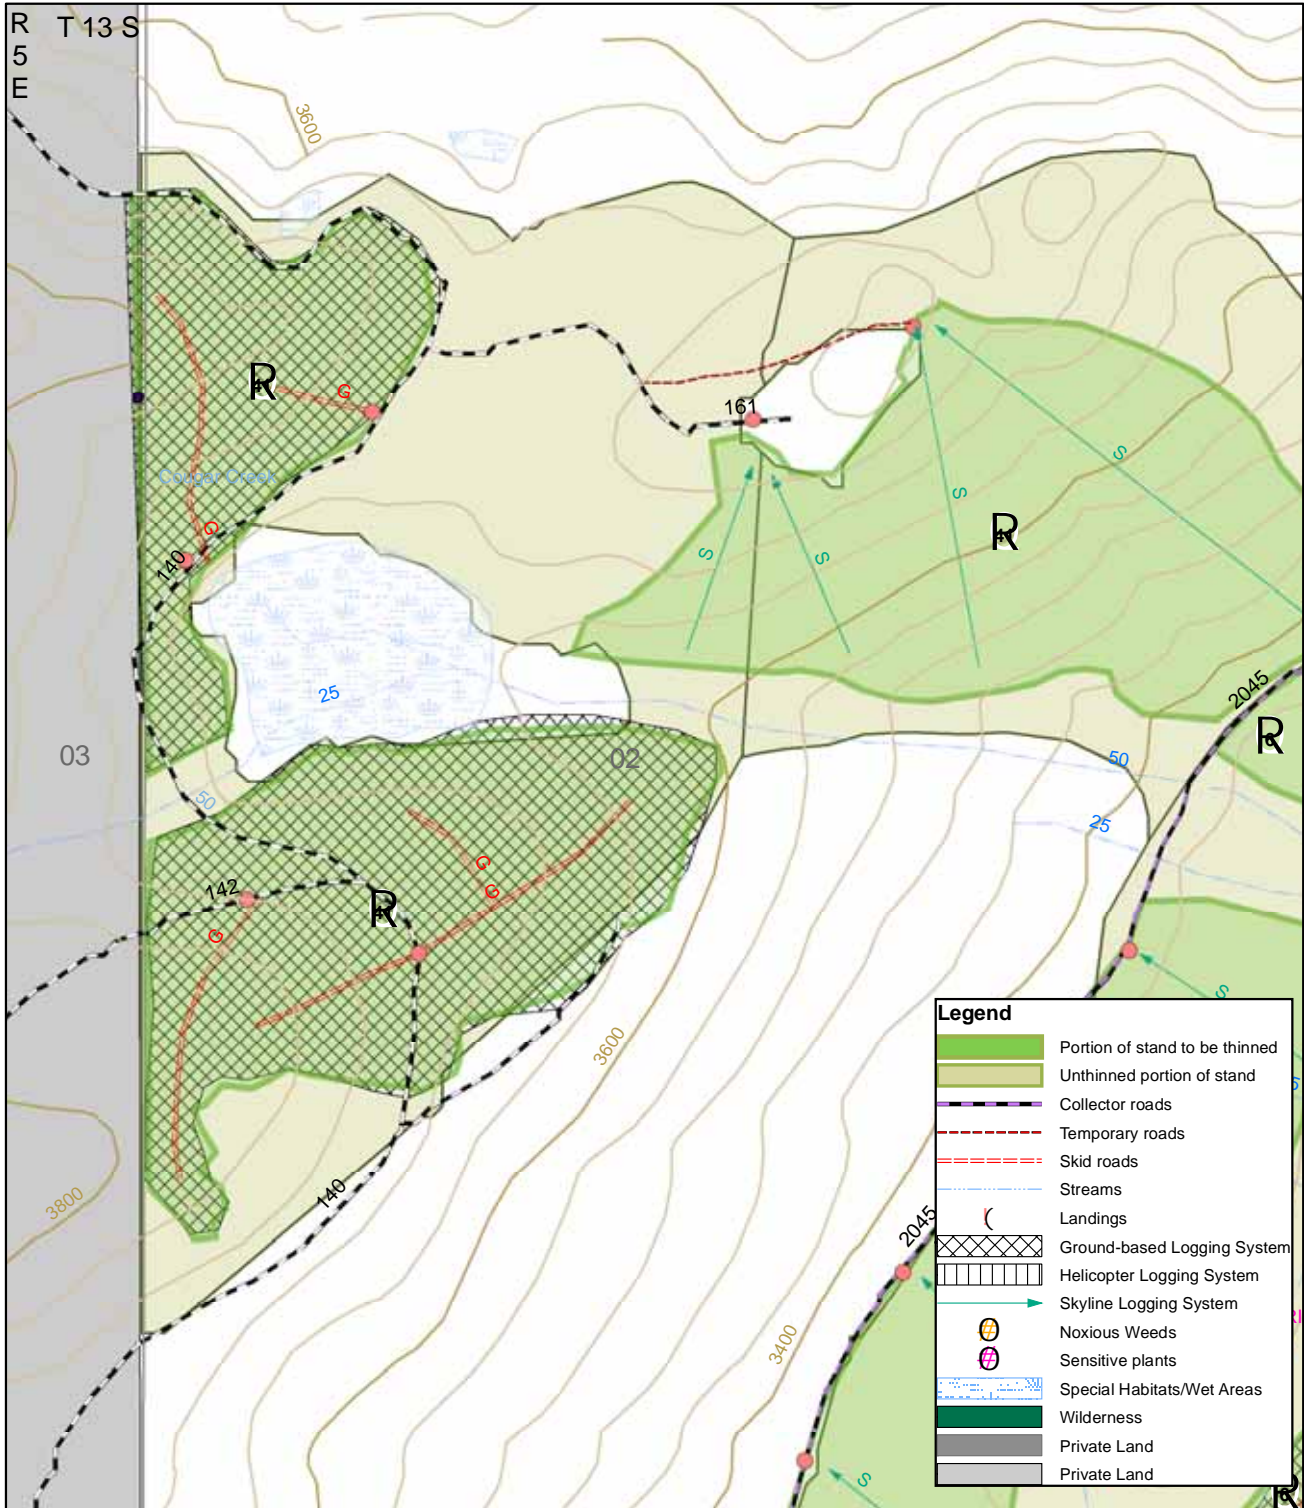 R
5
E
T 13 S
3600
R
G
161
S
Cougar Creek
S
G
R
140
S
S
25
2045
R
03
02
50
50
25
G
G
142
R
G
S
3600
140
3800
2045
3400
S
R
Legend
Portion of stand to be thinned
Unthinned portion of stand
Collector roads
Temporary roads
Skid roads
Streams
Landings
Ground-based Logging System
Helicopter Logging System
Skyline Logging System
Noxious Weeds
Sensitive plants
Special Habitats/Wet Areas
Wilderness
Private Land
Private Land